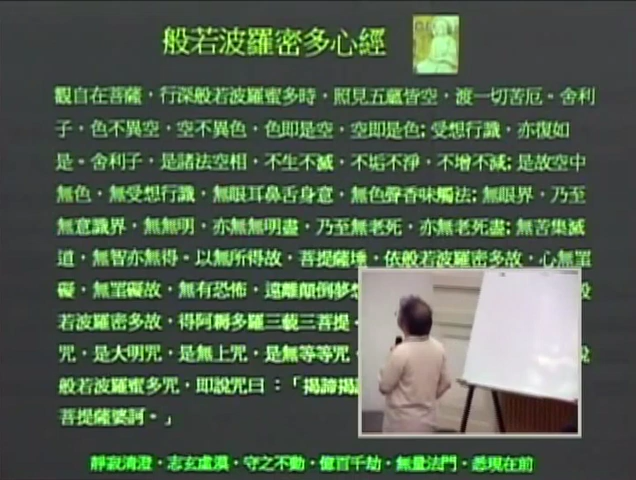 般若波羅密多心經
觀自在菩薩，行深般若波羅蜜多時，照見五蘊皆空，渡一切苦厄。舍利
子，色不異空，空不異色，色即是空，空即是色; 受想行識，亦復如
是。舍利子，是諸法空相，不生不滅，不垢不淨，不增不減; 是故空中
無色，無受想行識，無眼耳鼻舌身意，無色聲香味觸法; 無眼界，乃至
無意識界，無無明，亦無無明盡，乃至無老死，亦無老死盡; 無苦集滅
道，無智亦無得。以無所得故，菩提薩埵，依般若波羅密多故，心無罣
礙，無罣礙故，無有恐怖，遠離顛倒夢想
若波羅密多故，得阿耨多羅三藐三菩提。
咒，是大明咒，是無上咒，是無等等咒，說
般若波羅蜜多咒，即說咒曰：「揭諦揭
菩提薩婆訶。」
靜寂清澄，志玄虛漠，守之不動，億百千劫，無量法門，悉現在前